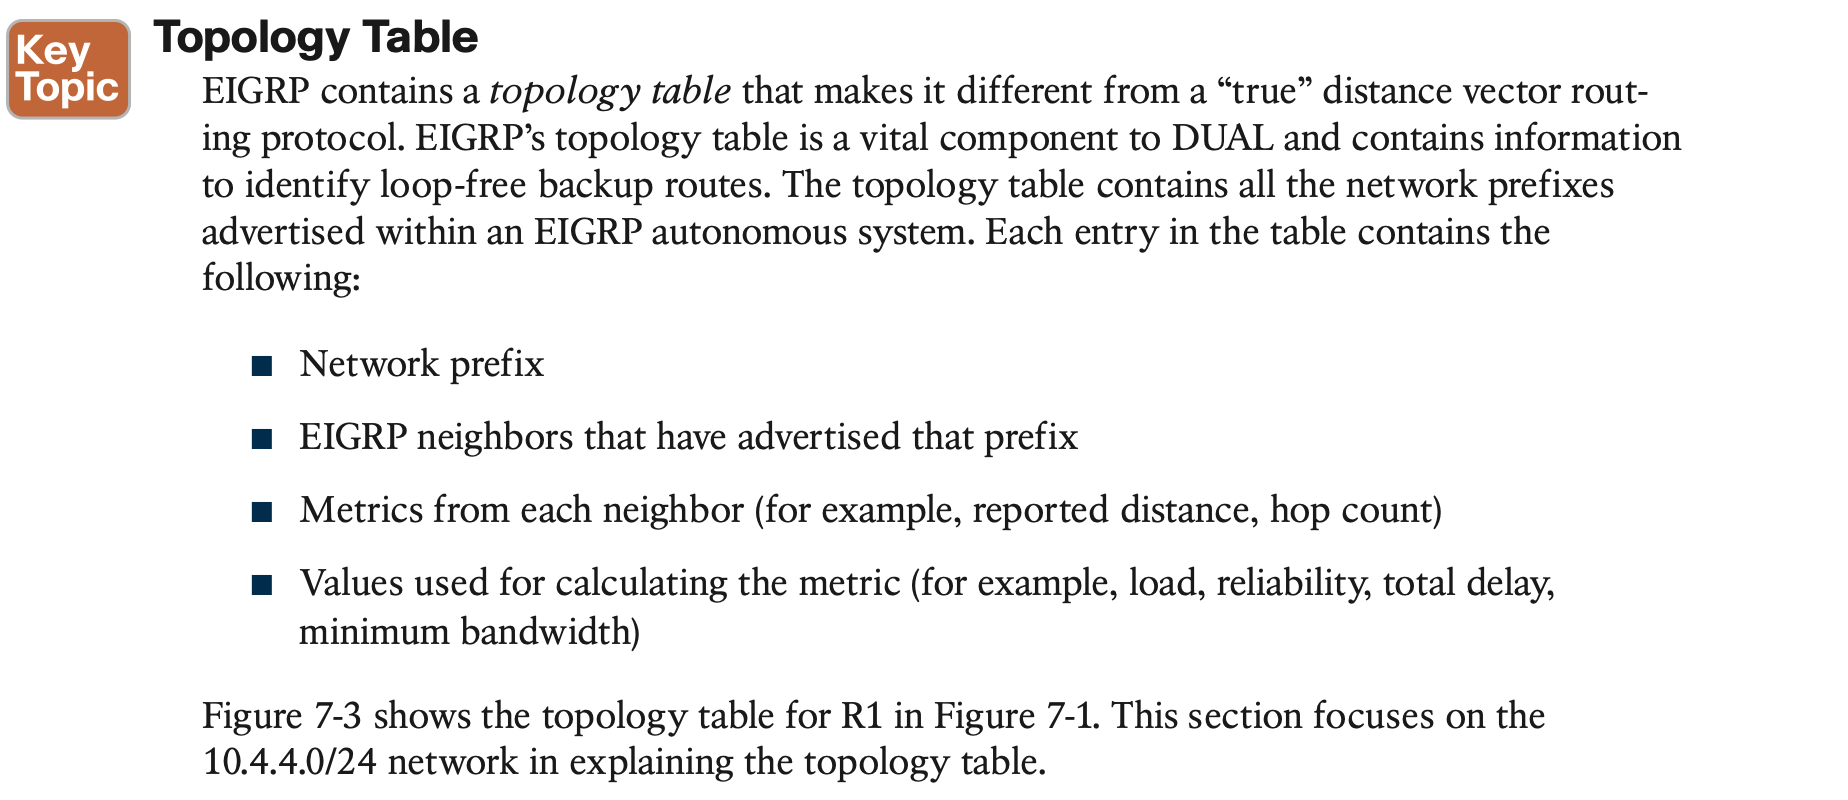 Key
Topic
Topology Table
EIGRP contains a topology table that makes it different from a “true” distance vector rout-
ing protocol. EIGRP’s topology table is a vital component to DUAL and contains information
to identify loop-free backup routes. The topology table contains all the network prefixes
advertised within an EIGRP autonomous system. Each entry in the table contains the
following:
■ Network prefix
■ EIGRP neighbors that have advertised that prefix
■ Metrics from each neighbor (for example, reported distance, hop count)
■ Values used for calculating the metric (for example, load, reliability, total delay,
minimum bandwidth)
Figure 7-3 shows the topology table for R1 in Figure 7-1. This section focuses on the
10.4.4.0/24 network in explaining the topology table.